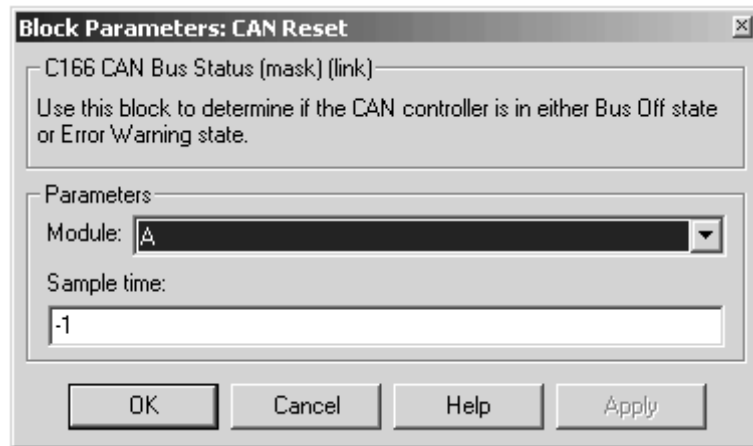 Block Parameters: CAN Reset
C166 CAN Bus Status (mask) (link)
Use this block to determine if the CAN controller is in either Bus Off state
or Error Warning state.
Parameters
Module: A
Sample time:
-1
OK Cancel Help Apply